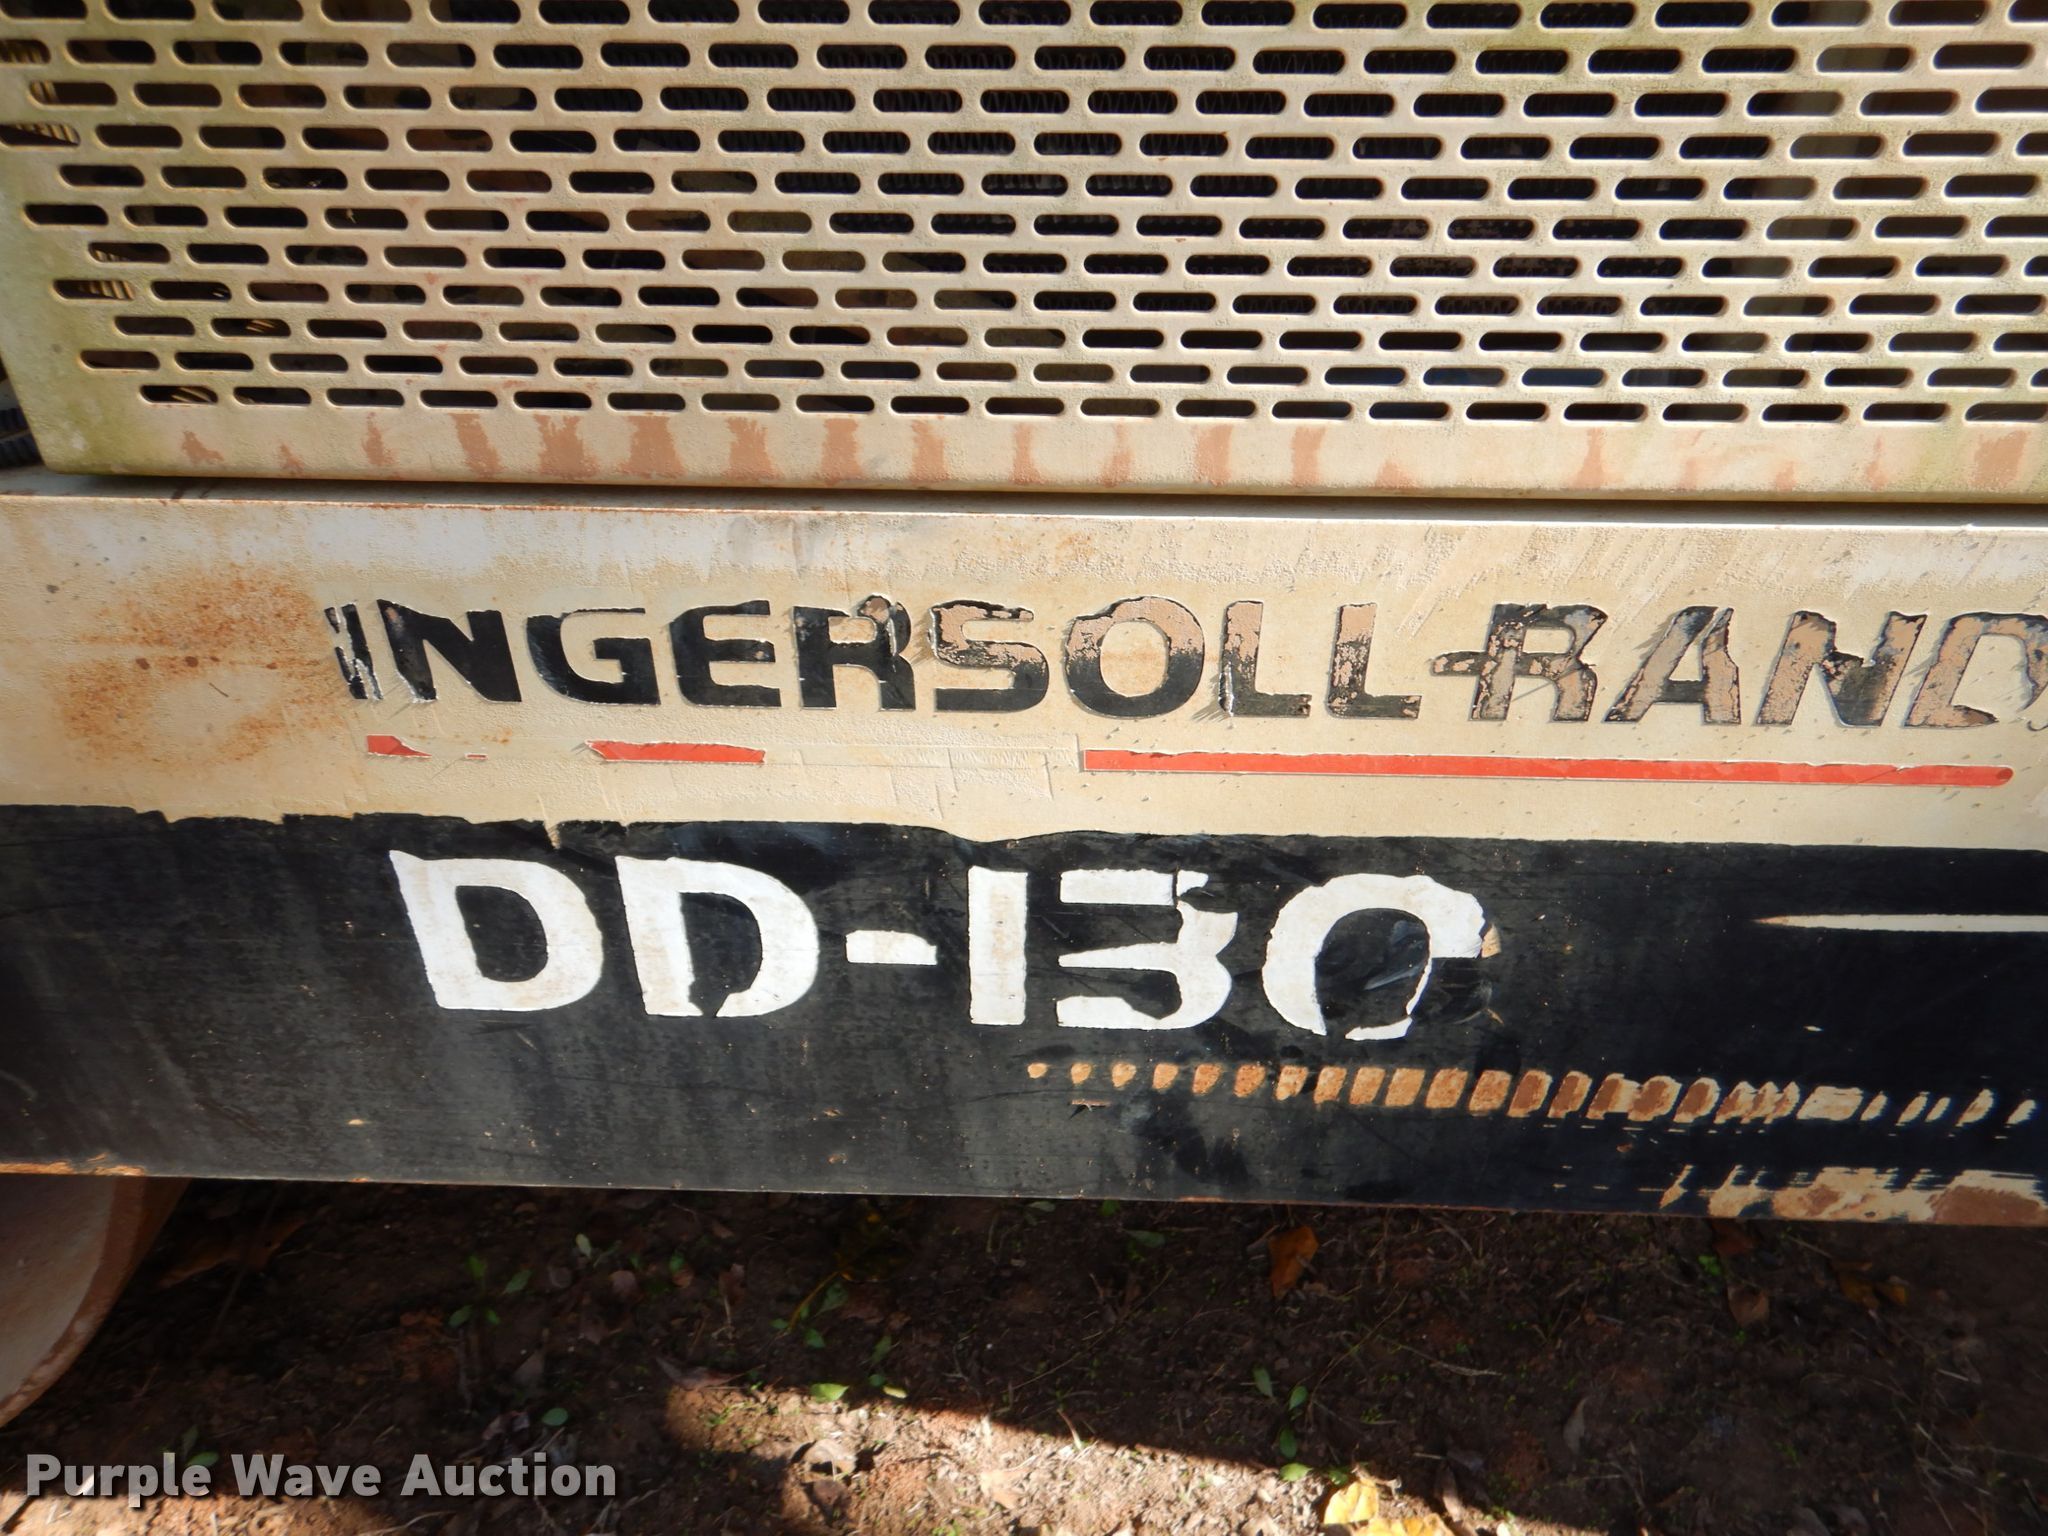 INGERSOLL-RAND
DD-130
Purple Wave Auction